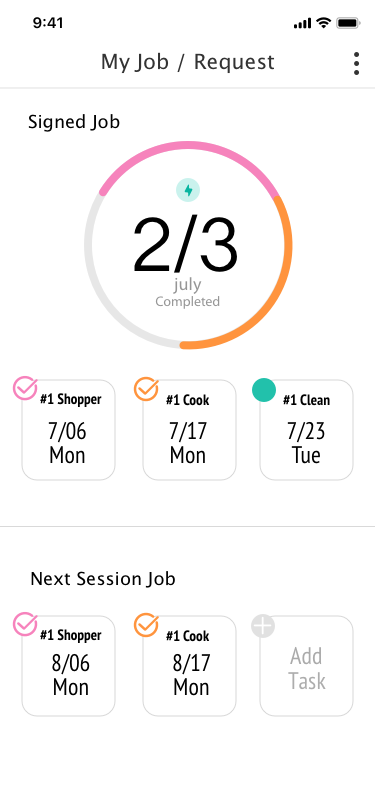 9:41
My Job / Request
Signed Job
2/3
july
Completed
#1 Shopper
7/06
Mon
#1 Cook
7/17
Mon
#1 Clean
7/23
Tue
Next Session Job
#1 Shopper
8/06
Mon
#1 Cook
8/17
Mon
Add
Task